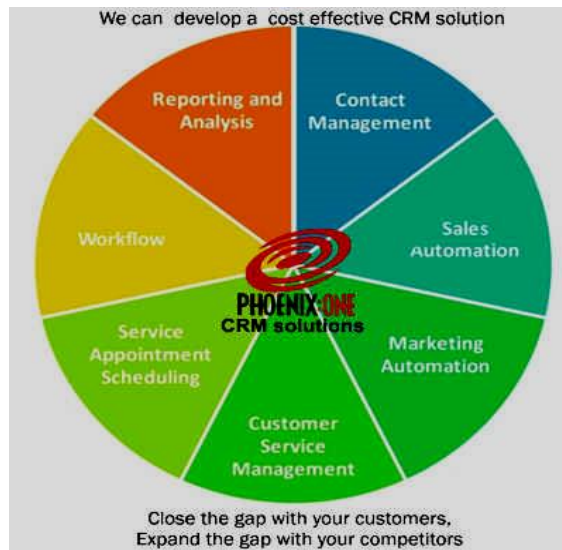 We can develop a cost effective CRM solution
Reporting and
Analysis
Contact
Management
Workflow
Sales
Automation
PHOENIX-ONE
CRM solutions
Service
Appointment
Scheduling
Marketing
Automation
Customer
Service
Management
Close the gap with your customers,
Expand the gap with your competitors